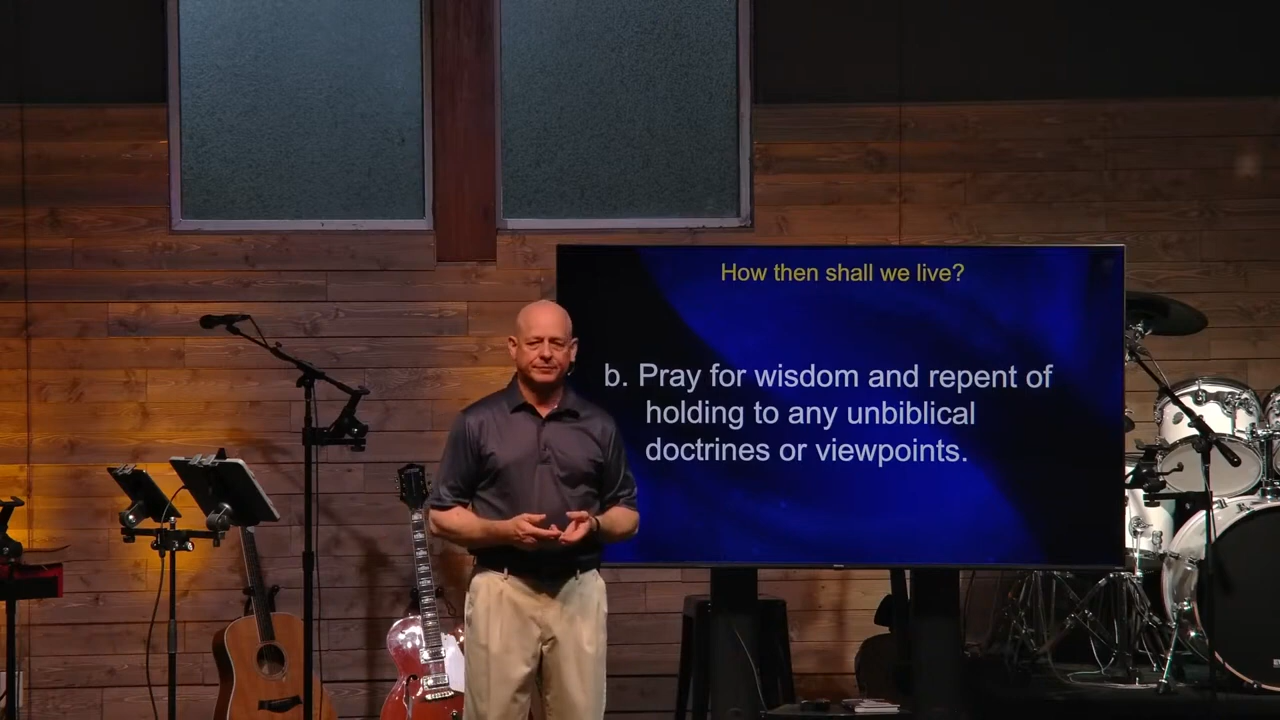 How then shall we live?
b. Pray for wisdom and repent of
holding to any unbiblical
doctrines or viewpoints.